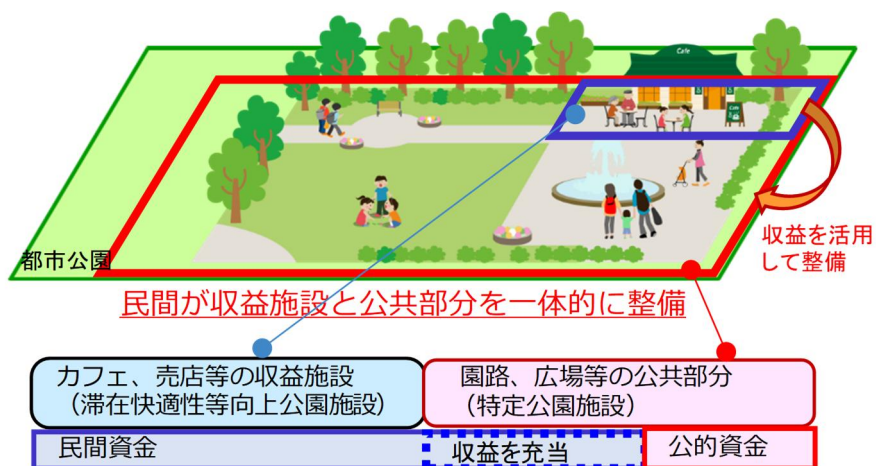 Cafe
Cafe
都市公園
収益を活用
して整備
民間が収益施設と公共部分を一体的に整備
カフェ、売店等の収益施設
（滞在快適性等向上公園施設）
園路、広場等の公共部分
（特定公園施設）
民間資金
収益を充当
公的資金